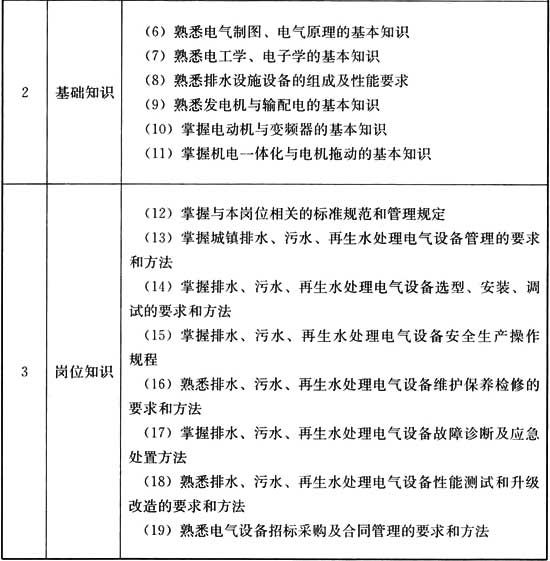 2
基础知识
(6) 熟悉电气制图、电气原理的基本知识
(7) 熟悉电工学、电子学的基本知识
(8) 熟悉排水设施设备的组成及性能要求
(9) 熟悉发电机与输配电的基本知识
(10) 掌握电动机与变频器的基本知识
(11) 掌握机电一体化与电机拖动的基本知识
3
岗位知识
(12) 掌握与本岗位相关的标准规范和管理规定
(13) 掌握城镇排水、污水、再生水处理电气设备管理的要求
和方法
(14) 掌握排水、污水、再生水处理电气设备选型、安装、调
试的要求和方法
(15) 掌握排水、污水、再生水处理电气设备安全生产操作
规程
(16) 熟悉排水、污水、再生水处理电气设备维护保养检修的
要求和方法
(17) 掌握排水、污水、再生水处理电气设备故障诊断及应急
处置方法
(18) 熟悉排水、污水、再生水处理电气设备性能测试和升级
改造的要求和方法
(19) 熟悉电气设备招标采购及合同管理的要求和方法